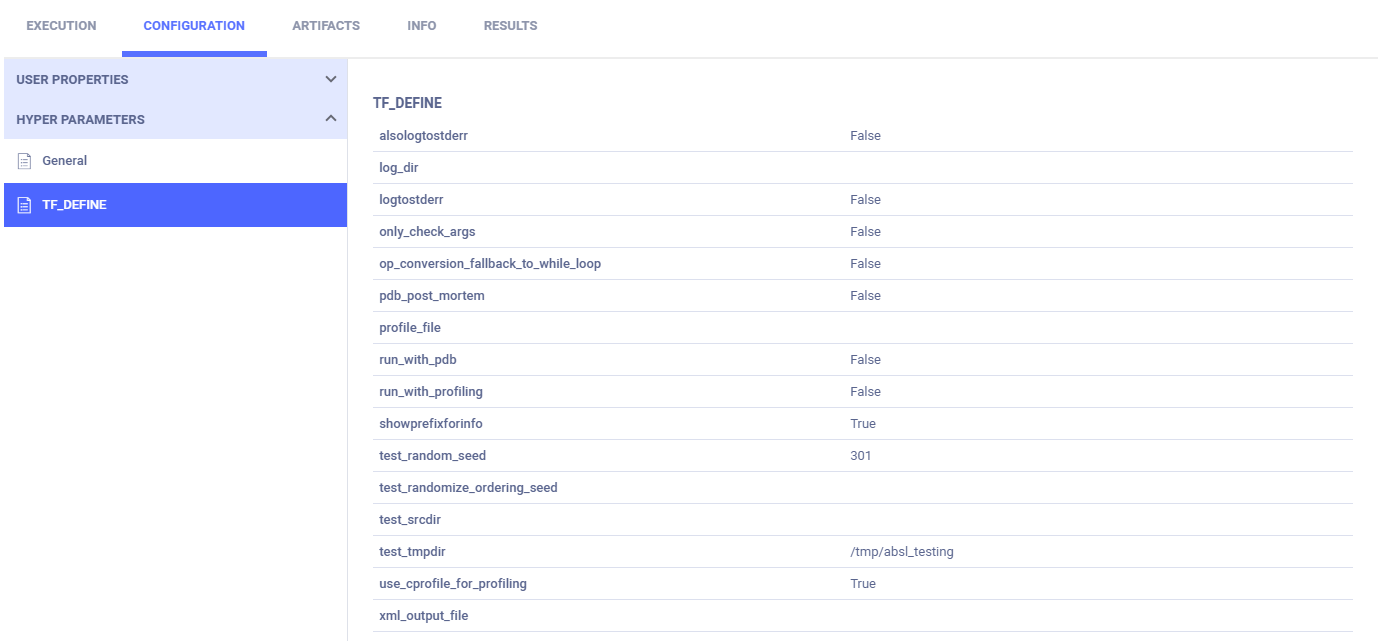 EXECUTION CONFIGURATION ARTIFACTS INFO RESULTS
USER PROPERTIES
HYPER PARAMETERS
General
TF_DEFINE
TF_DEFINE
alsologtostderr False
log_dir
logtostderr False
only_check_args False
op_conversion_fallback_to_while_loop False
pdb_post_mortem False
profile_file
run_with_pdb False
run_with_profiling False
showprefixforinfo True
test_random_seed 301
test_randomize_ordering_seed
test_srcdir
test_tmpdir /tmp/absl_testing
use_cprofile_for_profiling True
xml_output_file